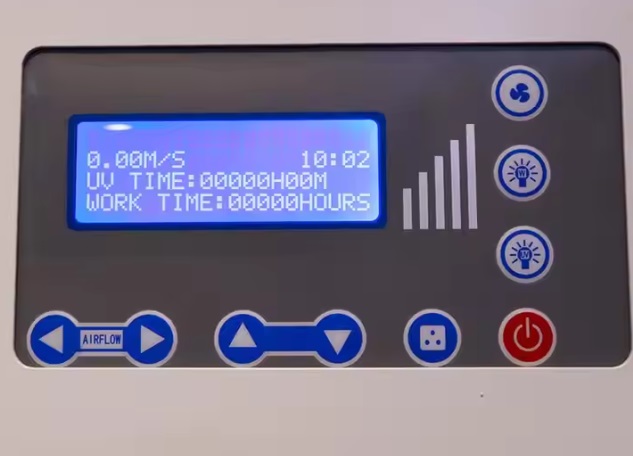 0.00M/S 10:02
UV TIME:00000H00M
WORK TIME:00000HOURS
AIRFLOW